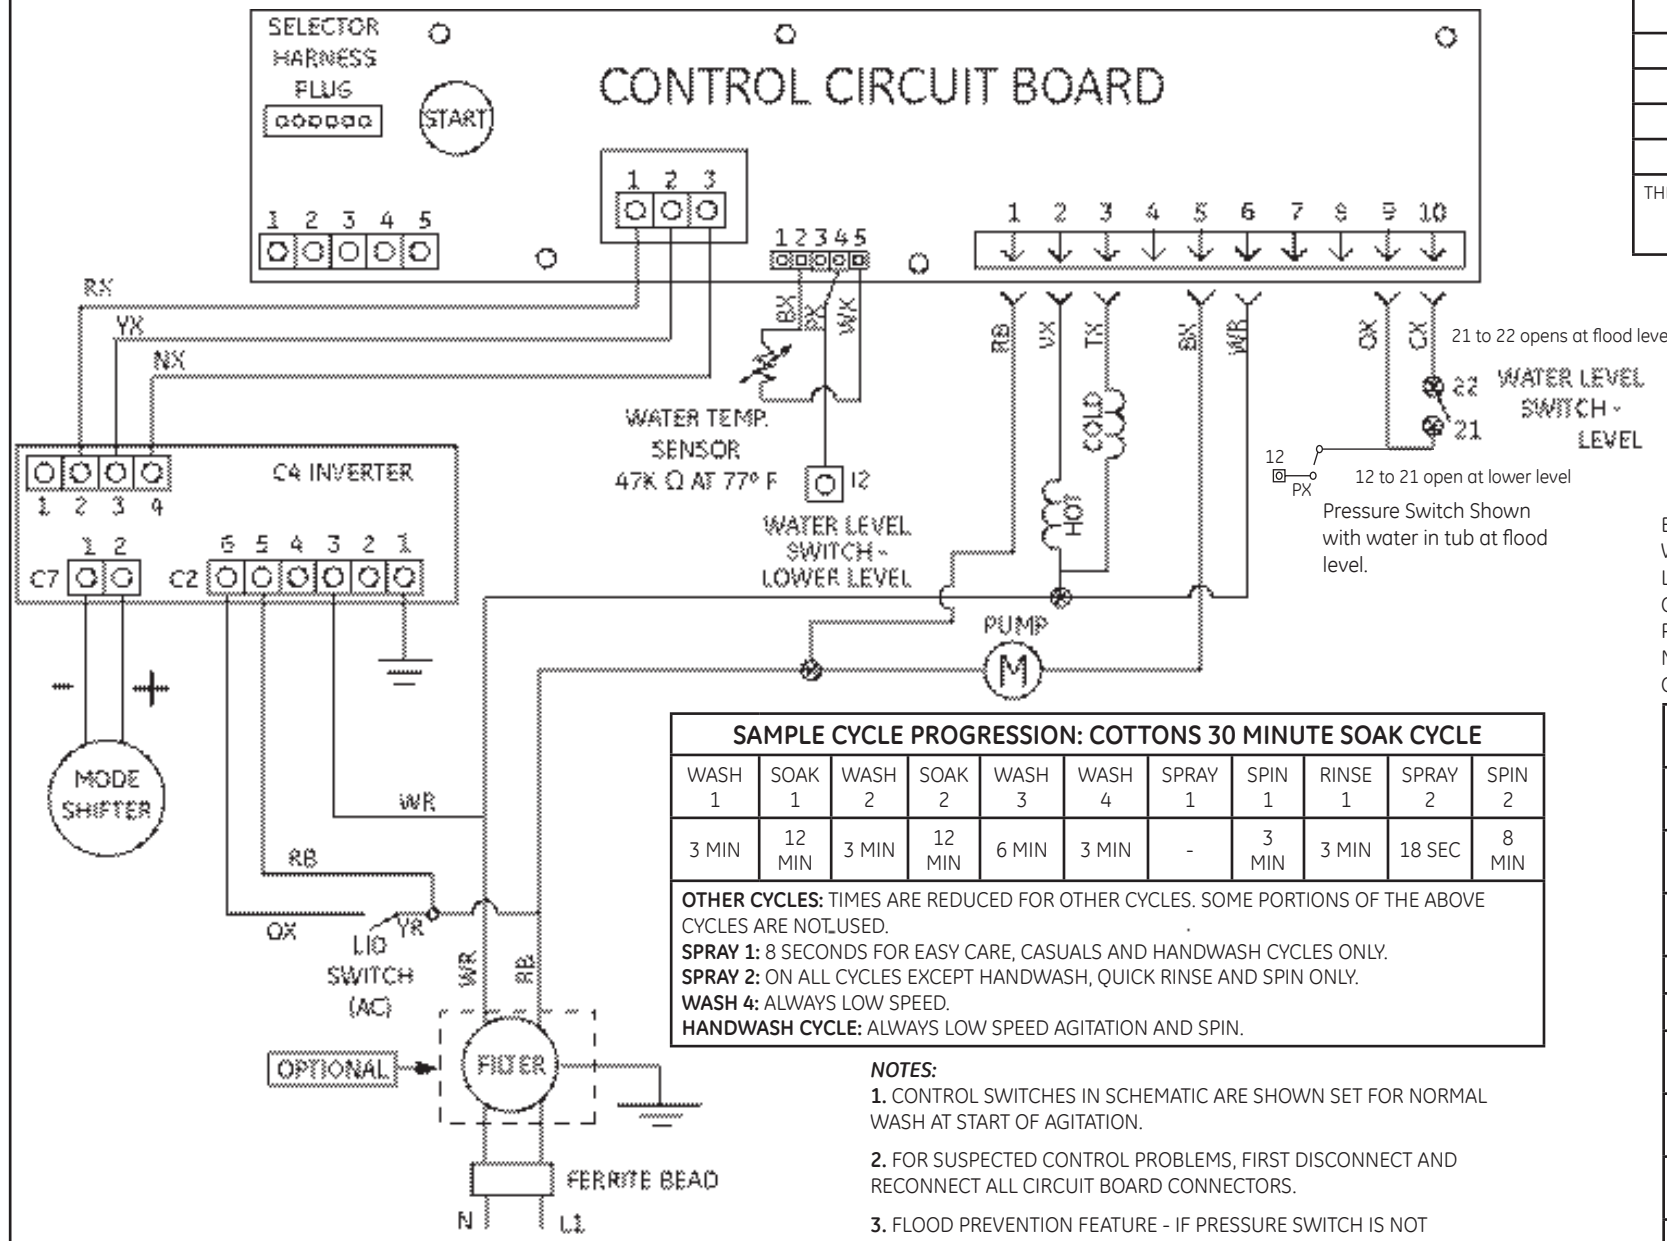 SELECTOR
HARNESS
PLUG
START
CONTROL CIRCUIT BOARD
1 2 3
1 2 3 4 5
1 2 3 4 5
1 2 3 4 5 6 7 8 9 10
THE
RX
YX
NX
BX
PX
WX
RB
VX
TX
BX
WR
OX
GX
21 to 22 opens at flood leve
22
21
WATER LEVEL
SWITCH -
LEVEL
COLD
HOT
WATER TEMP.
SENSOR
47K Ω AT 77° F
12
WATER LEVEL
SWITCH -
LOWER LEVEL
12
PX
12 to 21 open at lower level
Pressure Switch Shown
with water in tub at flood
level.
C4 INVERTER
1 2 3 4
1 2
C7
6 5 4 3 2 1
C2
PUMP
M
- +
MODE
SHIFTER
WR
RB
OX
YR
LID
SWITCH
(AC)
WR
RB
OPTIONAL
FILTER
FERRITE BEAD
N L1
SAMPLE CYCLE PROGRESSION: COTTONS 30 MINUTE SOAK CYCLE
WASH 1 SOAK 1 WASH 2 SOAK 2 WASH 3 WASH 4 SPRAY 1 SPIN 1 RINSE 1 SPRAY 2 SPIN 2
3 MIN 12 MIN 3 MIN 12 MIN 6 MIN 3 MIN - 3 MIN 3 MIN 18 SEC 8 MIN
OTHER CYCLES: TIMES ARE REDUCED FOR OTHER CYCLES. SOME PORTIONS OF THE ABOVE
CYCLES ARE NOT USED.
SPRAY 1: 8 SECONDS FOR EASY CARE, CASUALS AND HANDWASH CYCLES ONLY.
SPRAY 2: ON ALL CYCLES EXCEPT HANDWASH, QUICK RINSE AND SPIN ONLY.
WASH 4: ALWAYS LOW SPEED.
HANDWASH CYCLE: ALWAYS LOW SPEED AGITATION AND SPIN.
NOTES:
1. CONTROL SWITCHES IN SCHEMATIC ARE SHOWN SET FOR NORMAL
WASH AT START OF AGITATION.
2. FOR SUSPECTED CONTROL PROBLEMS, FIRST DISCONNECT AND
RECONNECT ALL CIRCUIT BOARD CONNECTORS.
3. FLOOD PREVENTION FEATURE - IF PRESSURE SWITCH IS NOT